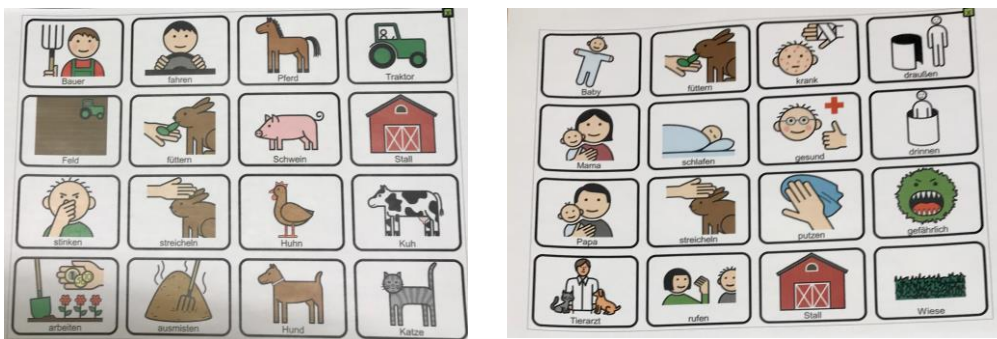 Bauer
fahren
Pferd
Traktor
Feld
füttern
Schwein
Stall
stinken
streicheln
Huhn
Kuh
arbeiten
ausmisten
Hund
Katze
Baby
füttern
krank
draußen
Mama
schlafen
gesund
drinnen
Papa
streicheln
putzen
gefährlich
Tierarzt
rufen
Stall
Wiese